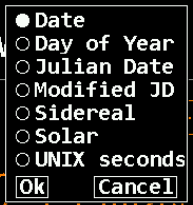 Date
Day of Year
Julian Date
Modified JD
Sidereal
Solar
UNIX seconds
Ok Cancel